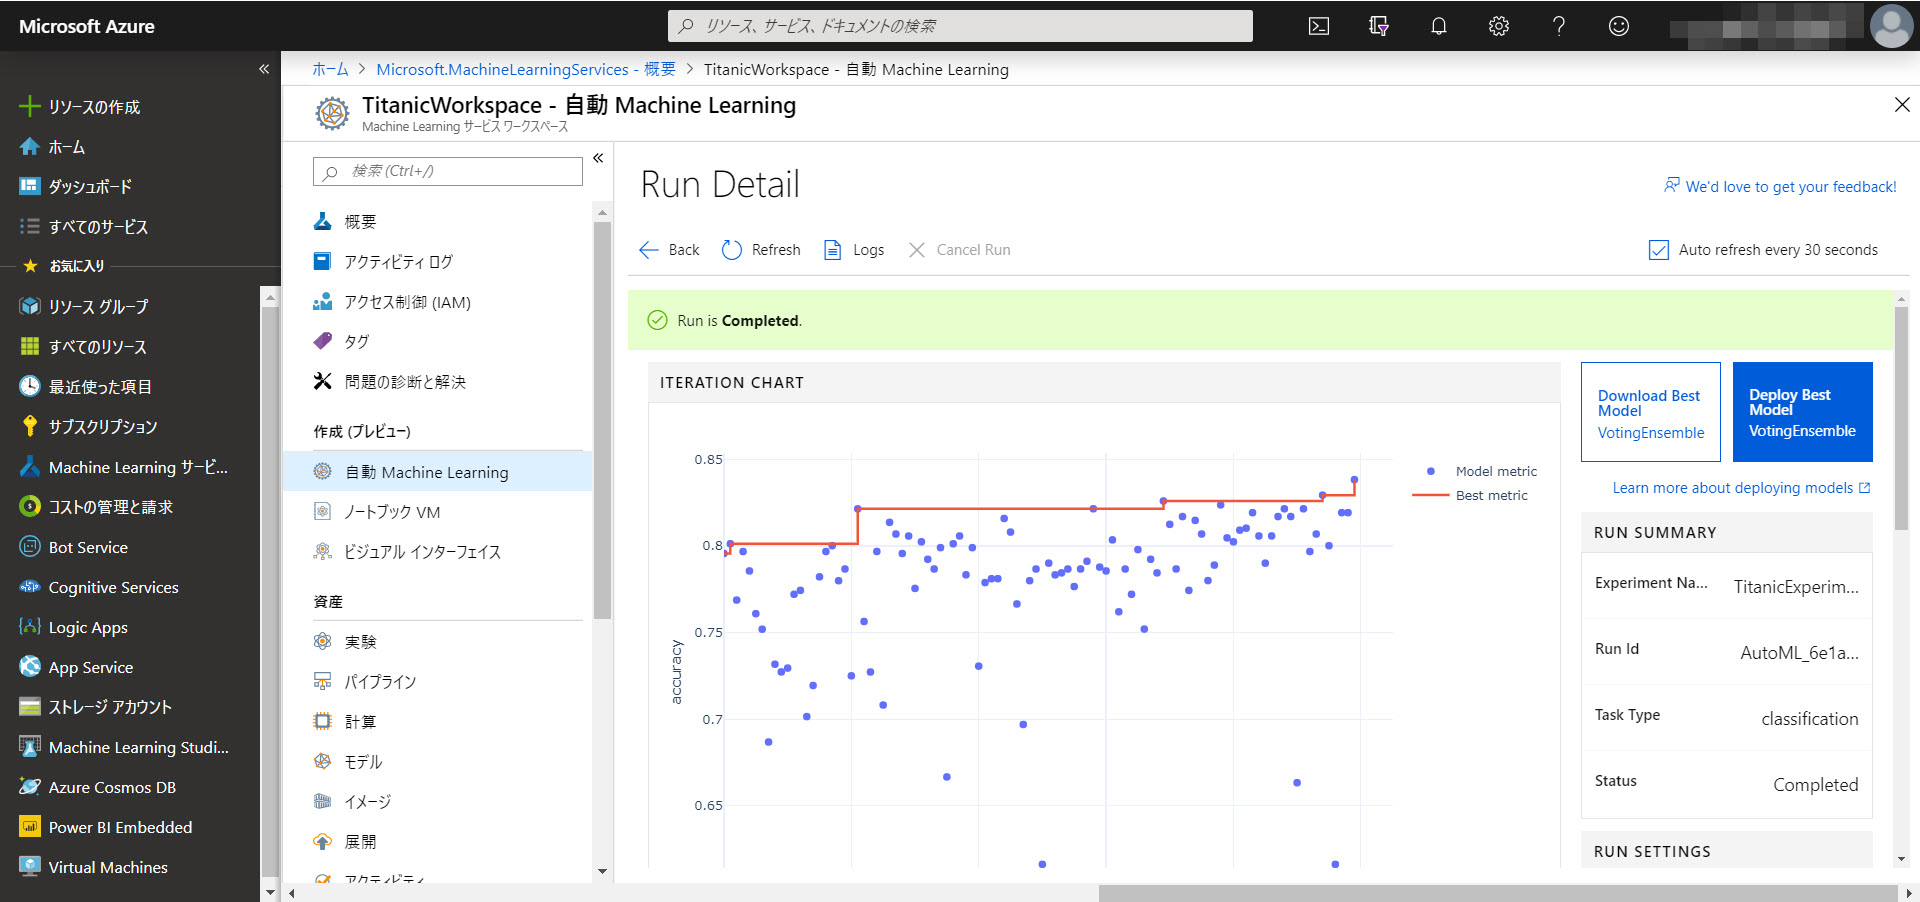 Microsoft Azure
リソース、サービス、ドキュメントの検索
リソースの作成
ホーム
ダッシュボード
すべてのサービス
お気に入り
リソース グループ
すべてのリソース
最近使った項目
サブスクリプション
Machine Learning サービ...
コストの管理と請求
Bot Service
Cognitive Services
Logic Apps
App Service
ストレージ アカウント
Machine Learning Studi...
Azure Cosmos DB
Power BI Embedded
Virtual Machines
ホーム > Microsoft.MachineLearningServices - 概要 > TitanicWorkspace - 自動 Machine Learning
TitanicWorkspace - 自動 Machine Learning
Machine Learning サービス ワークスペース
検索 (Ctrl+/)
概要
アクティビティ ログ
アクセス制御 (IAM)
タグ
問題の診断と解決
作成 (プレビュー)
自動 Machine Learning
ノートブック VM
ビジュアル インターフェイス
資産
実験
パイプライン
計算
モデル
イメージ
展開
アクティビティ
Run Detail
We'd love to get your feedback!
Back
Refresh
Logs
Cancel Run
Auto refresh every 30 seconds
Run is Completed.
ITERATION CHART
0.85
0.8
0.75
0.7
0.65
accuracy
Model metric
Best metric
Download Best
Model
VotingEnsemble
Deploy Best
Model
VotingEnsemble
Learn more about deploying models
RUN SUMMARY
Experiment Na... TitanicExperim...
Run Id AutoML_6e1a...
Task Type classification
Status Completed
RUN SETTINGS